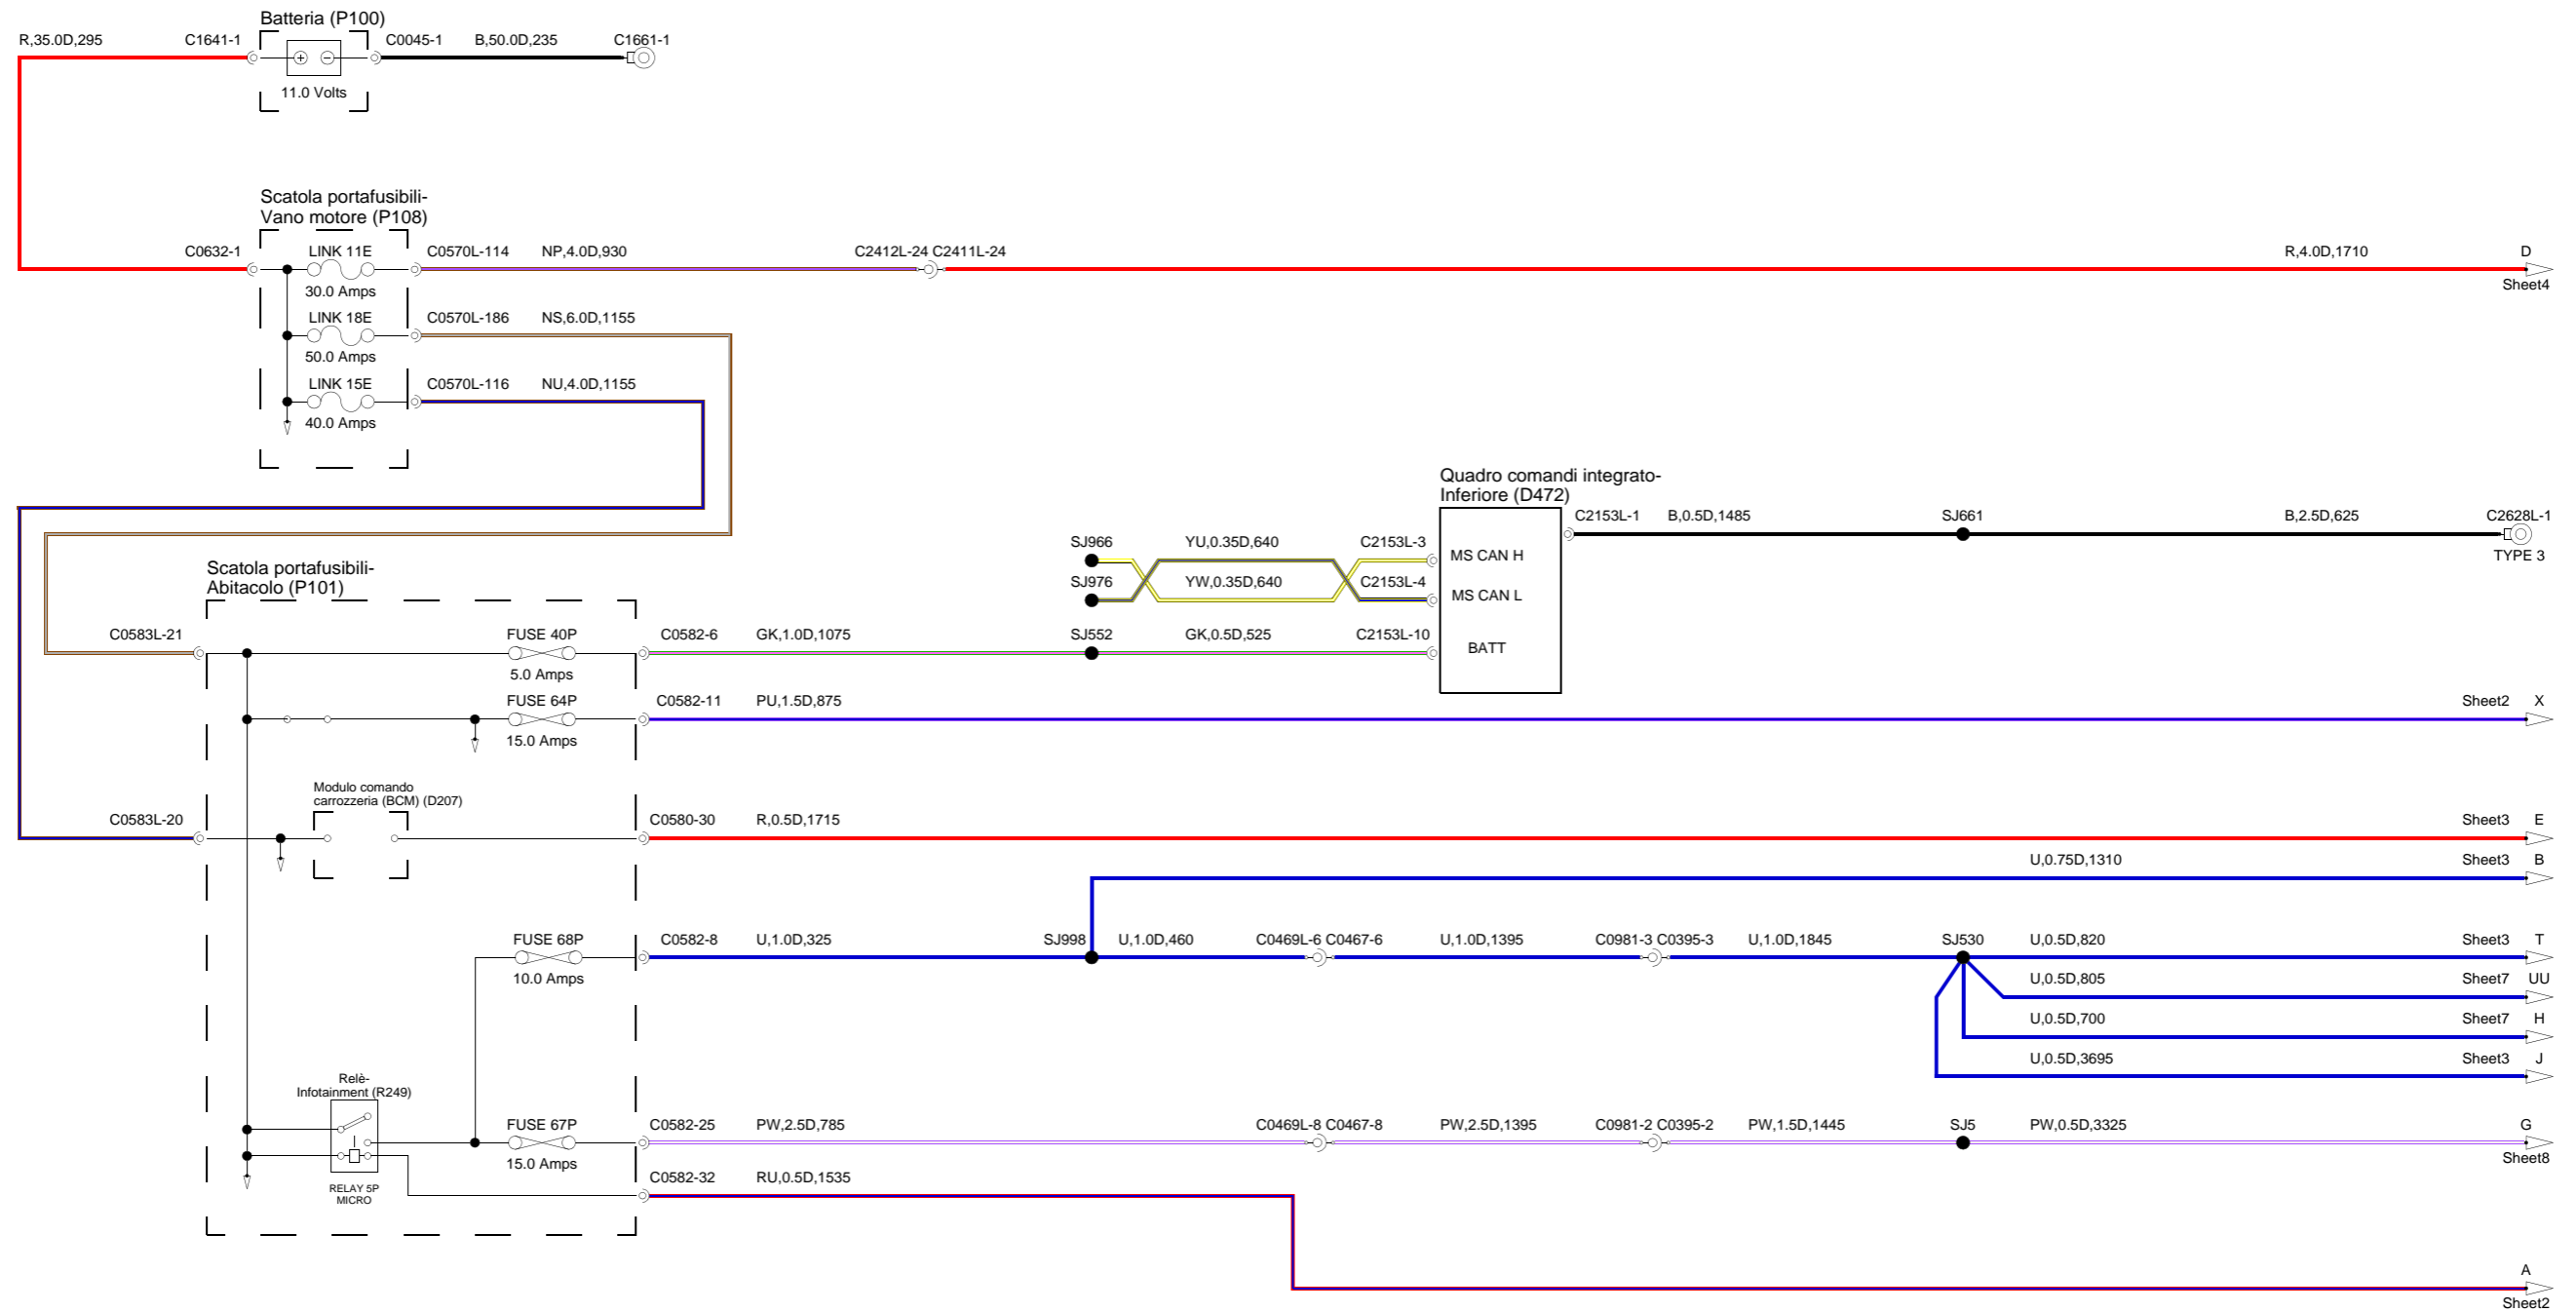 Batteria (P100)
R,35.0D,295 C1641-1 C0045-1 B,50.0D,235 C1661-1
11.0 Volts
Scatola portafusibili-
Vano motore (P108)
C0632-1 LINK 11E C0570L-114 NP,4.0D,930 C2412L-24 C2411L-24 R,4.0D,1710 D
30.0 Amps Sheet4
LINK 18E C0570L-186 NS,6.0D,1155
50.0 Amps
LINK 15E C0570L-116 NU,4.0D,1155
40.0 Amps
Quadro comandi integrato-
Inferiore (D472)
C2153L-1 B,0.5D,1485 SJ661 B,2.5D,625 C2628L-1
TYPE 3
SJ966 YU,0.35D,640 C2153L-3 MS CAN H
SJ976 YW,0.35D,640 C2153L-4 MS CAN L
Scatola portafusibili-
Abitacolo (P101)
C0583L-21 FUSE 40P C0582-6 GK,1.0D,1075 SJ552 GK,0.5D,525 C2153L-10 BATT
5.0 Amps
FUSE 64P C0582-11 PU,1.5D,875 Sheet2 X
15.0 Amps
Modulo comando
carrozzeria (BCM) (D207)
C0583L-20 C0580-30 R,0.5D,1715 Sheet3 E
U,0.75D,1310 Sheet3 B
FUSE 68P C0582-8 U,1.0D,325 SJ998 U,1.0D,460 C0469L-6 C0467-6 U,1.0D,1395 C0981-3 C0395-3 U,1.0D,1845 SJ530 U,0.5D,820 Sheet3 T
10.0 Amps U,0.5D,805 Sheet7 UU
U,0.5D,700 Sheet7 H
U,0.5D,3695 Sheet3 J
Relè-
Infotainment (R249)
FUSE 67P C0582-25 PW,2.5D,785 C0469L-8 C0467-8 PW,2.5D,1395 C0981-2 C0395-2 PW,1.5D,1445 SJ5 PW,0.5D,3325 G
15.0 Amps Sheet8
C0582-32 RU,0.5D,1535
RELAY 5P
MICRO
A
Sheet2